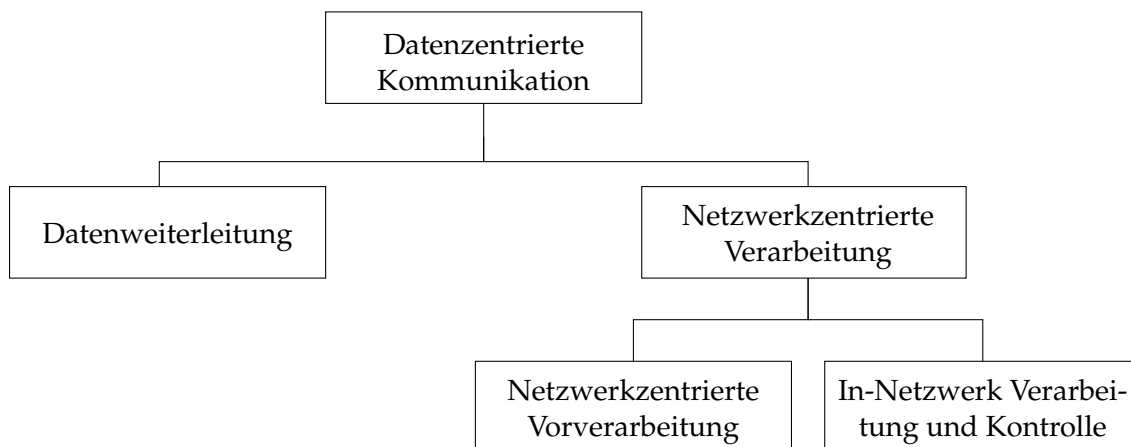 Datenzentrierte
Kommunikation
Datenweiterleitung
Netzwerkzentrierte
Verarbeitung
Netzwerkzentrierte
Vorverarbeitung
In-Netzwerk Verarbei-
tung und Kontrolle